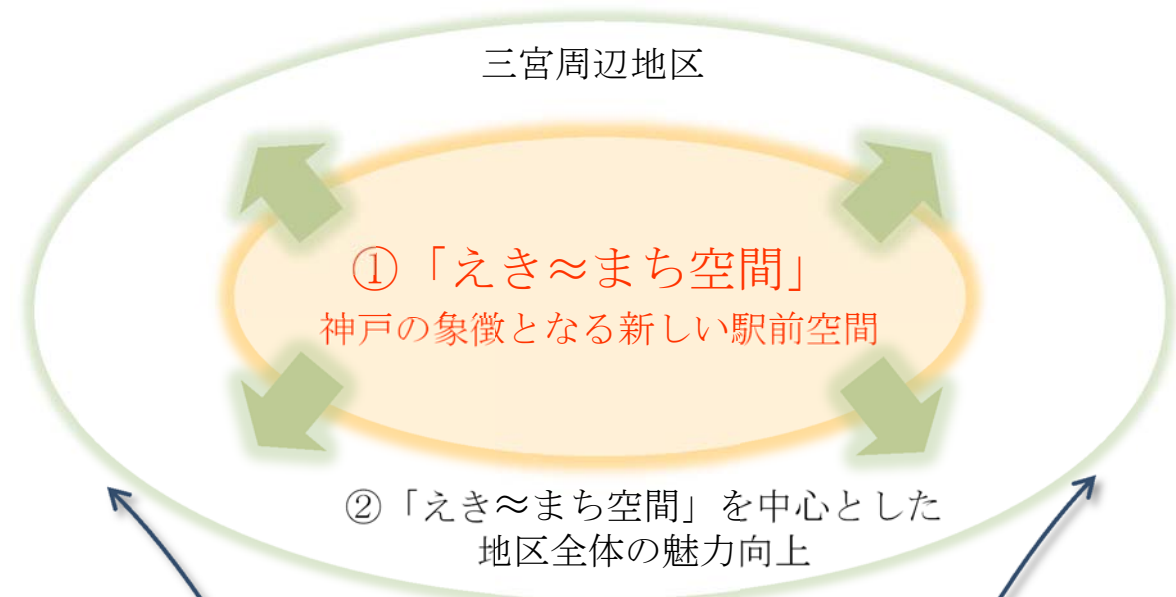 三宮周辺地区
①「えき≈まち空間」
神戸の象徴となる新しい駅前空間
②「えき≈まち空間」を中心とした
地区全体の魅力向上